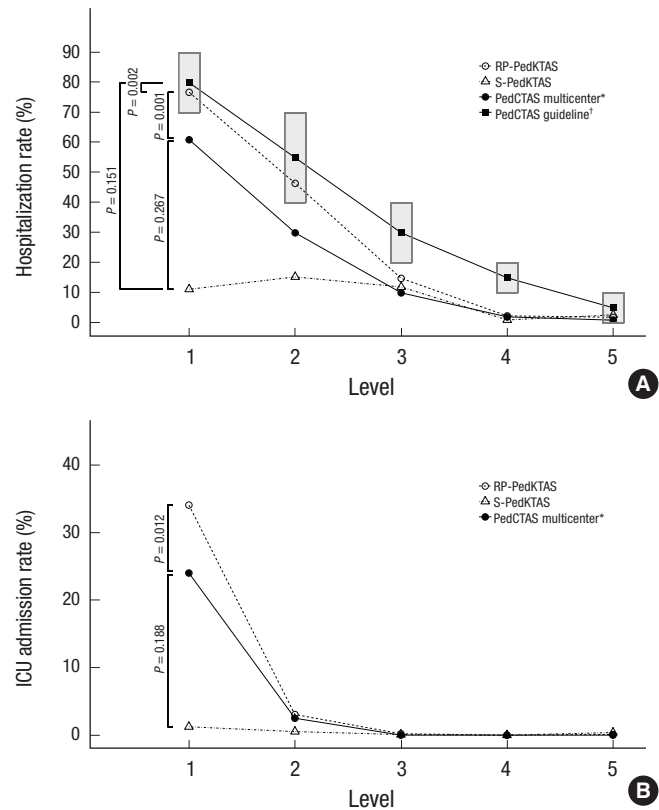 90
80
70
60
50
40
30
20
10
0
Hospitalization rate (%)
P = 0.002
P = 0.001
P = 0.151
P = 0.267
RP-PedKTAS
S-PedKTAS
PedCTAS multicenter*
PedCTAS guideline†
1 2 3 4 5
Level
A
40
30
20
10
0
ICU admission rate (%)
P = 0.012
P = 0.188
RP-PedKTAS
S-PedKTAS
PedCTAS multicenter*
1 2 3 4 5
Level
B